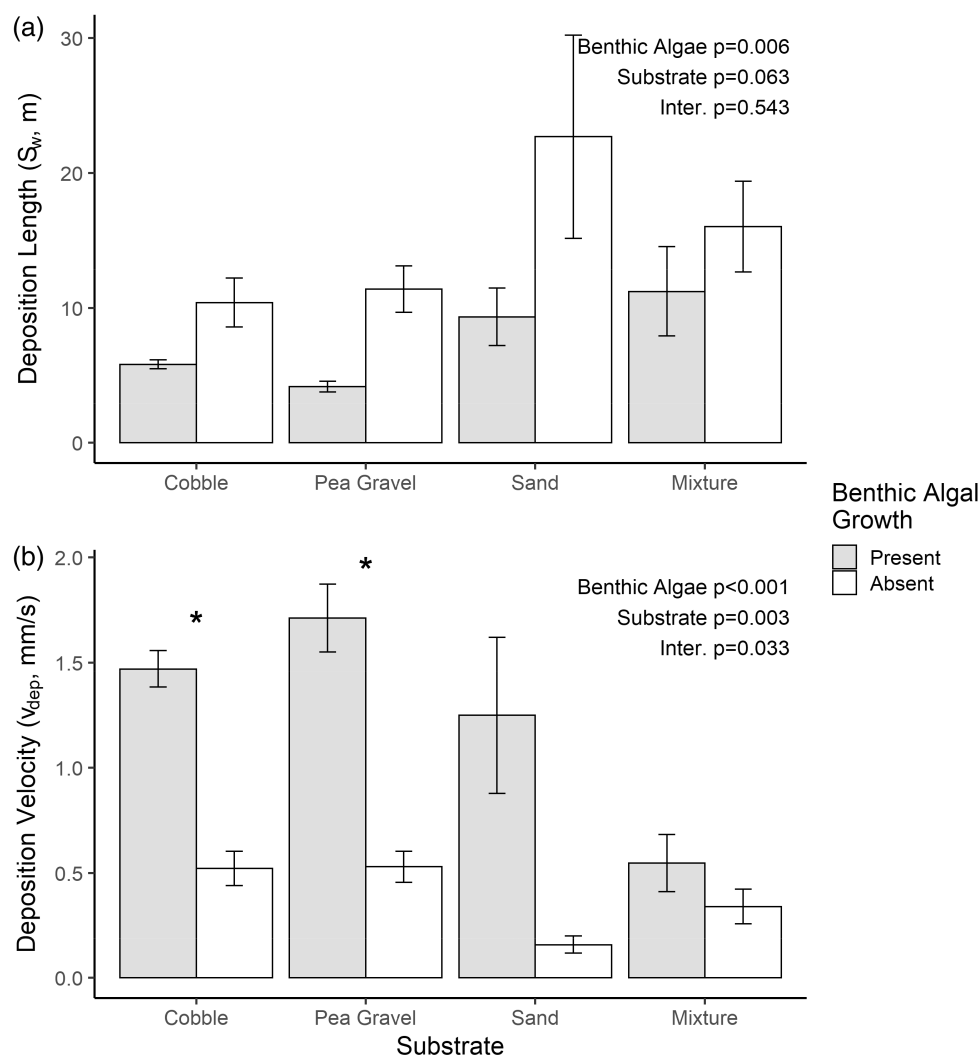 (a)
Deposition Length (Sw, m)
30
20
10
0
Benthic Algae p=0.006
Substrate p=0.063
Inter. p=0.543
Cobble Pea Gravel Sand Mixture
Benthic Algal
Growth
Present
Absent
(b)
Deposition Velocity (vdep, mm/s)
2.0
1.5
1.0
0.5
0.0
*
*
Benthic Algae p<0.001
Substrate p=0.003
Inter. p=0.033
Cobble Pea Gravel Sand Mixture
Substrate